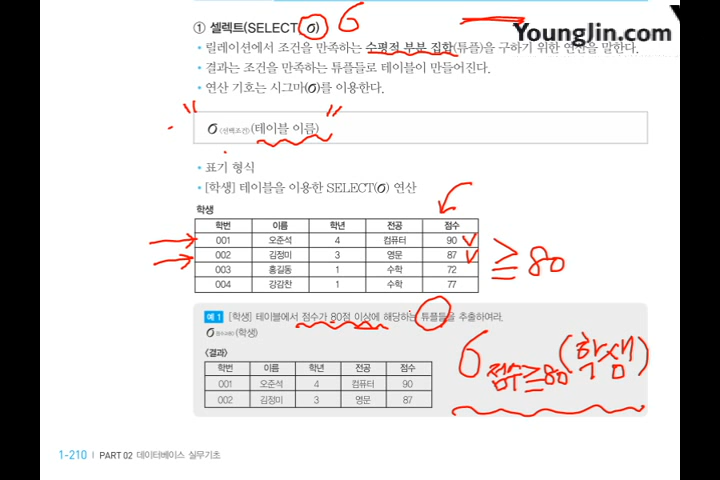 ① 셀렉트(SELECT σ) 6
YoungJin.com
• 릴레이션에서 조건을 만족하는 수평적 부분 집합(튜플)을 구하기 위한 연산을 말한다.
• 결과는 조건을 만족하는 튜플들로 테이블이 만들어진다.
• 연산 기호는 시그마(σ)를 이용한다.
σ<선택조건>(테이블 이름)
• 표기 형식
• [학생] 테이블을 이용한 SELECT(σ) 연산
학생
학번 이름 학년 전공 점수
001 오준석 4 컴퓨터 90
002 김정미 3 영문 87
003 홍길동 1 수학 72
004 강감찬 1 수학 77
≥ 80
예 1 [학생] 테이블에서 점수가 80점 이상에 해당하는 튜플들을 추출하여라.
σ점수≥80(학생)
<결과>
학번 이름 학년 전공 점수
001 오준석 4 컴퓨터 90
002 김정미 3 영문 87
6 점수≥80 (학생)
1-210 PART 02 데이터베이스 실무기초